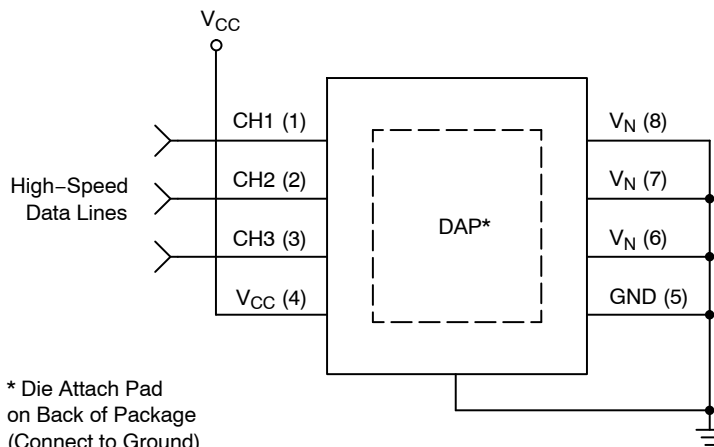 V_CC
CH1 (1)
V_N (8)
High−Speed
Data Lines
CH2 (2)
V_N (7)
DAP*
CH3 (3)
V_N (6)
V_CC (4)
GND (5)
* Die Attach Pad
on Back of Package
(Connect to Ground)